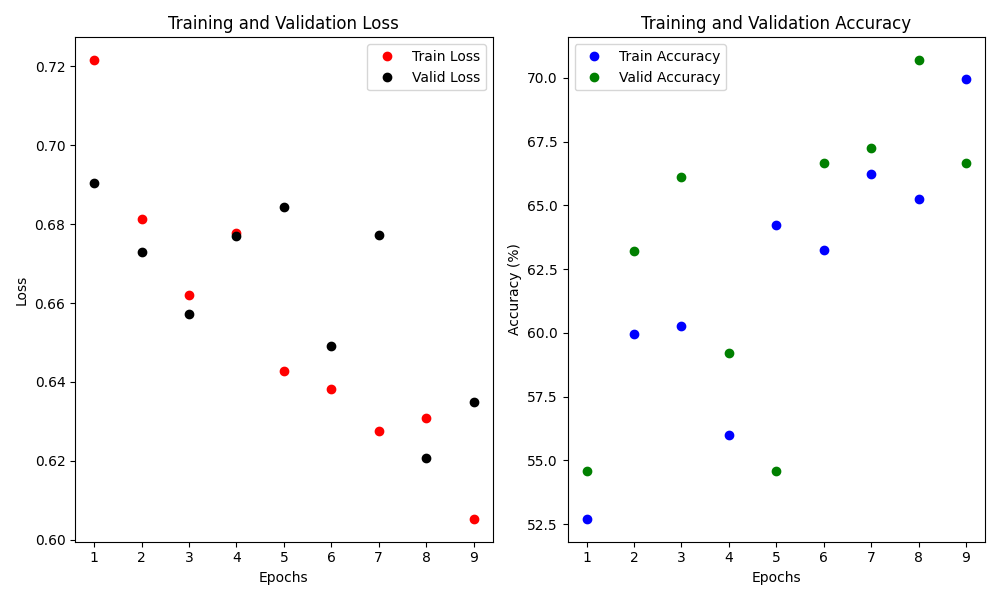 Training and Validation Loss
Train Loss
Valid Loss
0.72
0.70
0.68
0.66
0.64
0.62
0.60
Loss
1 2 3 4 5 6 7 8 9
Epochs
Training and Validation Accuracy
Train Accuracy
Valid Accuracy
70.0
67.5
65.0
62.5
60.0
57.5
55.0
52.5
Accuracy (%)
1 2 3 4 5 6 7 8 9
Epochs